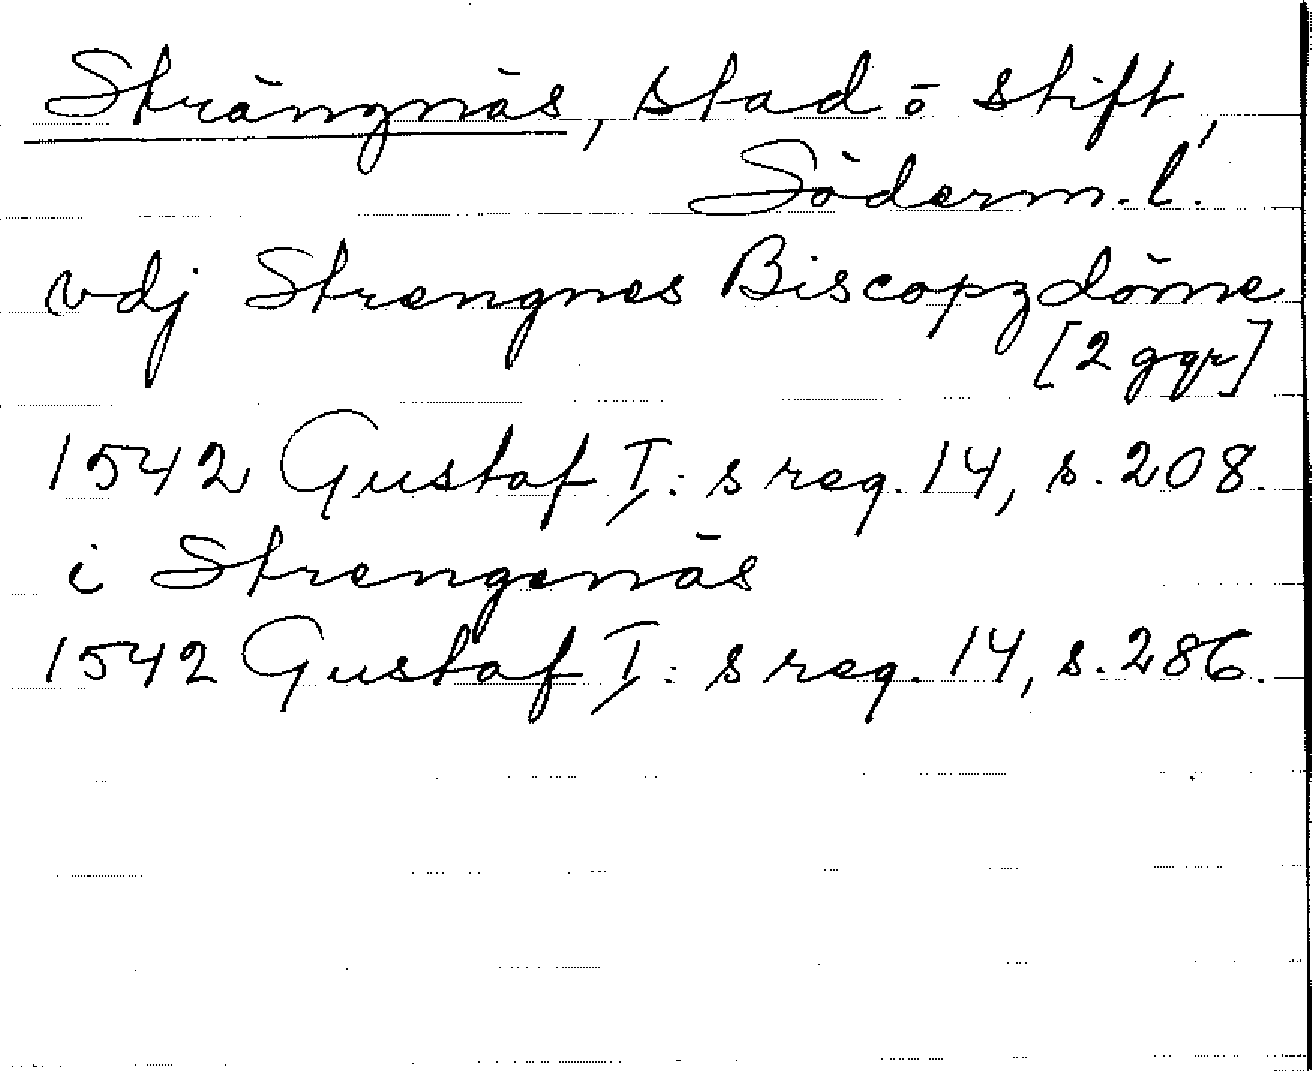 Strängnäs, stad o stift,
Söderm. l.
vdj Strengnes Biscopzdöme
[2 ggr]
1542 Gustaf I: s reg. 14, s. 208.
i Strengenäs
1542 Gustaf I: s reg. 14, s. 286.